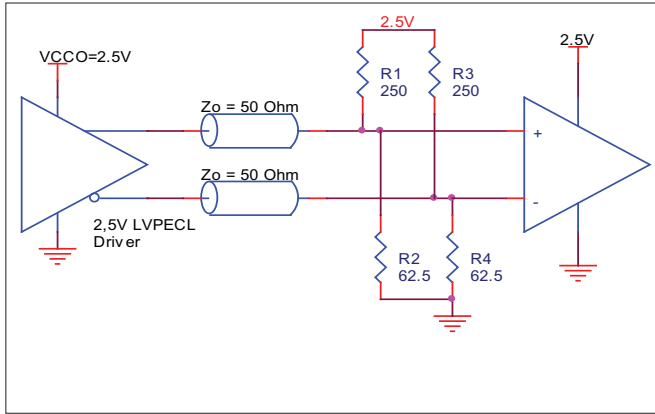 2.5V
VCCO=2.5V
2.5V
R1
250
R3
250
Zo = 50 Ohm
+
Zo = 50 Ohm
-
2,5V LVPECL
Driver
R2
62.5
R4
62.5